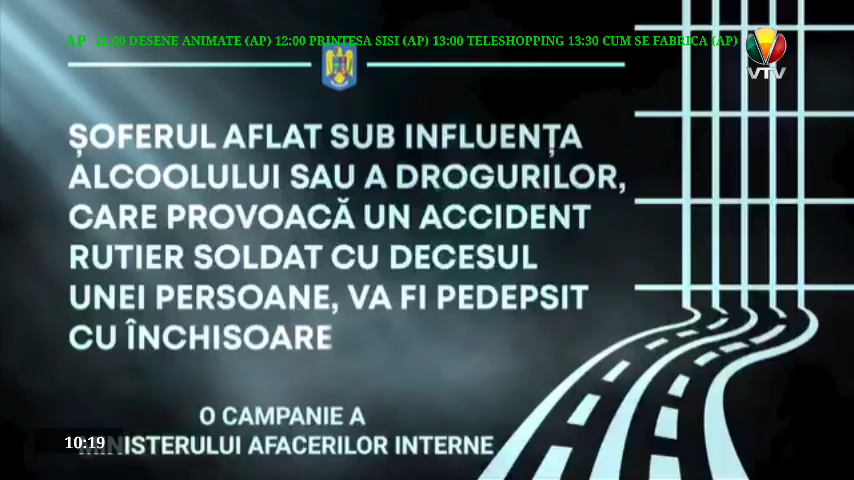 AP 11:00 DESENE ANIMATE (AP) 12:00 PRINTESA SISI (AP) 13:00 TELESHOPPING 13:30 CUM SE FABRICA (AP)
VTV
ȘOFERUL AFLAT SUB INFLUENȚA
ALCOOLULUI SAU A DROGURILOR,
CARE PROVOACĂ UN ACCIDENT
RUTIER SOLDAT CU DECESUL
UNEI PERSOANE, VA FI PEDEPSIT
CU ÎNCHISOARE
O CAMPANIE A
MINISTERULUI AFACERILOR INTERNE
10:19